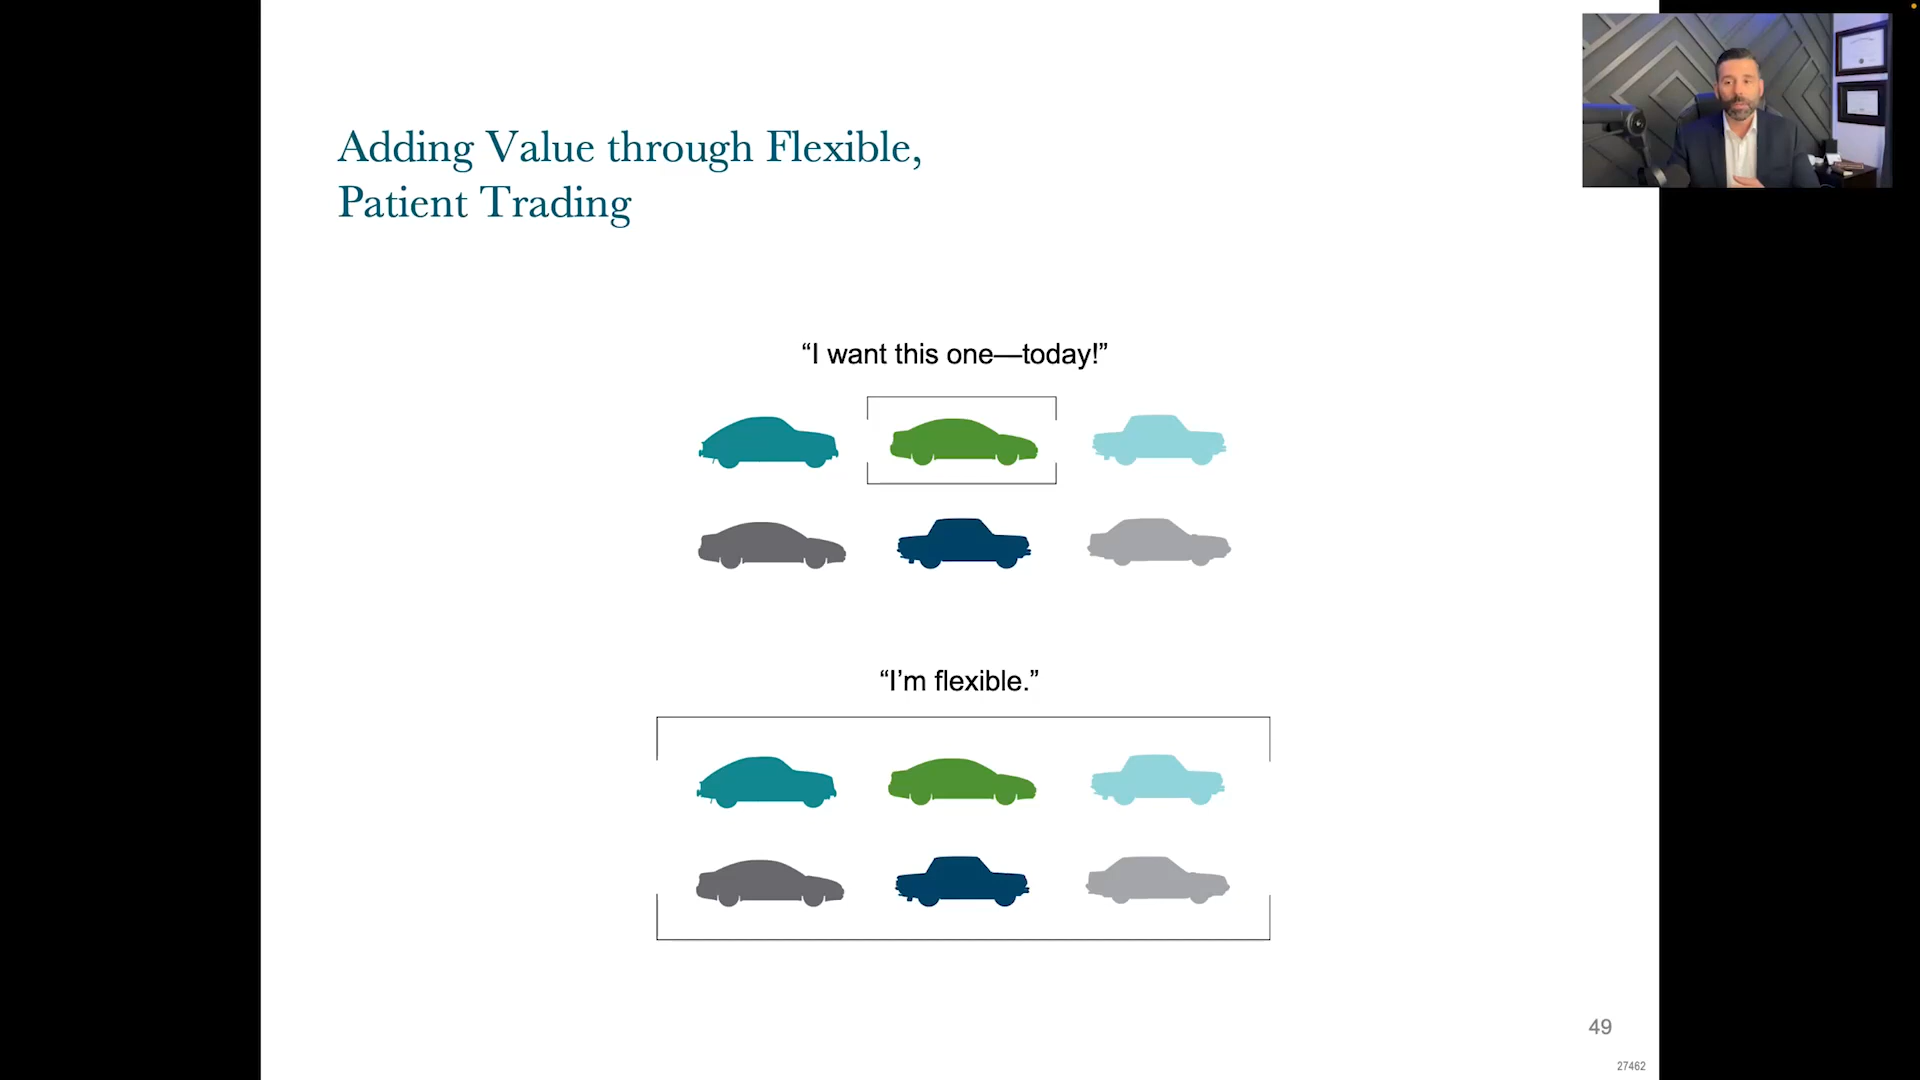 Adding Value through Flexible,
Patient Trading
“I want this one—today!”
“I’m flexible.”
49
27462